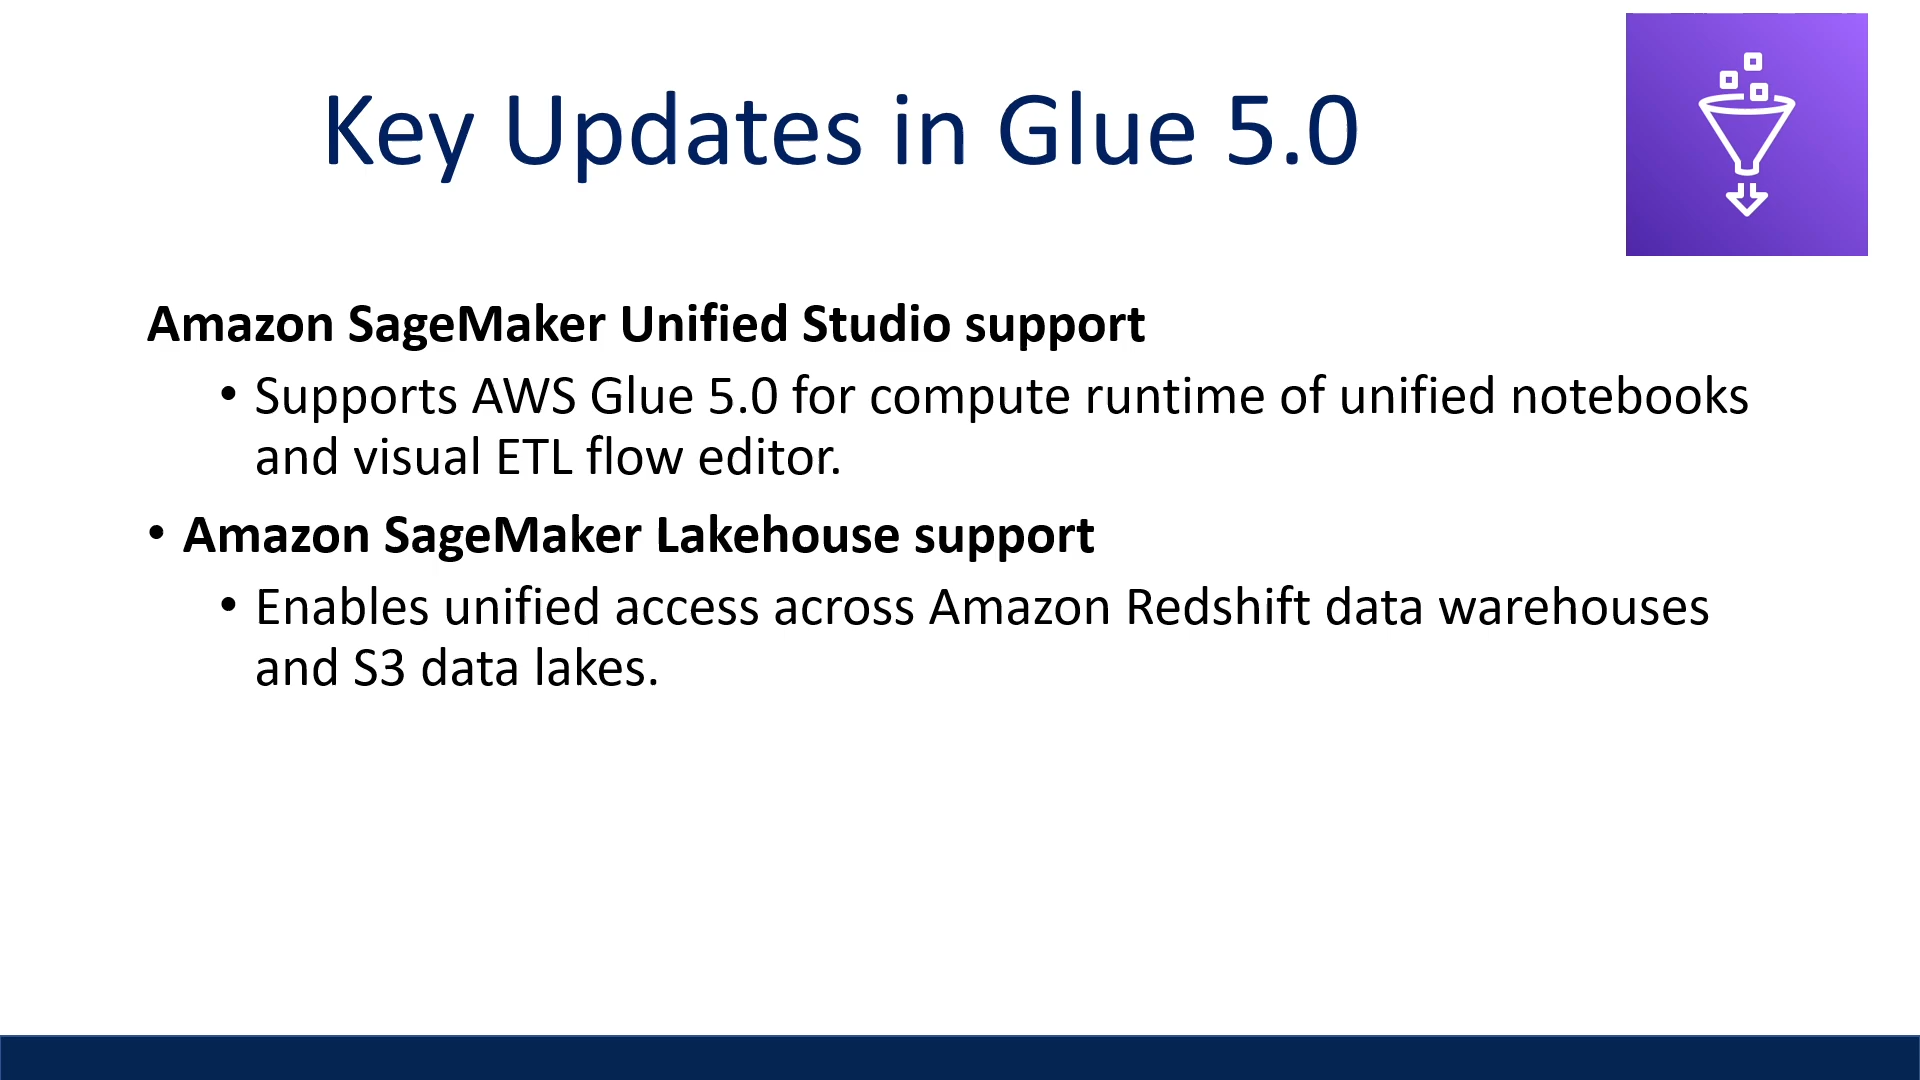 Key Updates in Glue 5.0
Amazon SageMaker Unified Studio support
• Supports AWS Glue 5.0 for compute runtime of unified notebooks
and visual ETL flow editor.
• Amazon SageMaker Lakehouse support
• Enables unified access across Amazon Redshift data warehouses
and S3 data lakes.